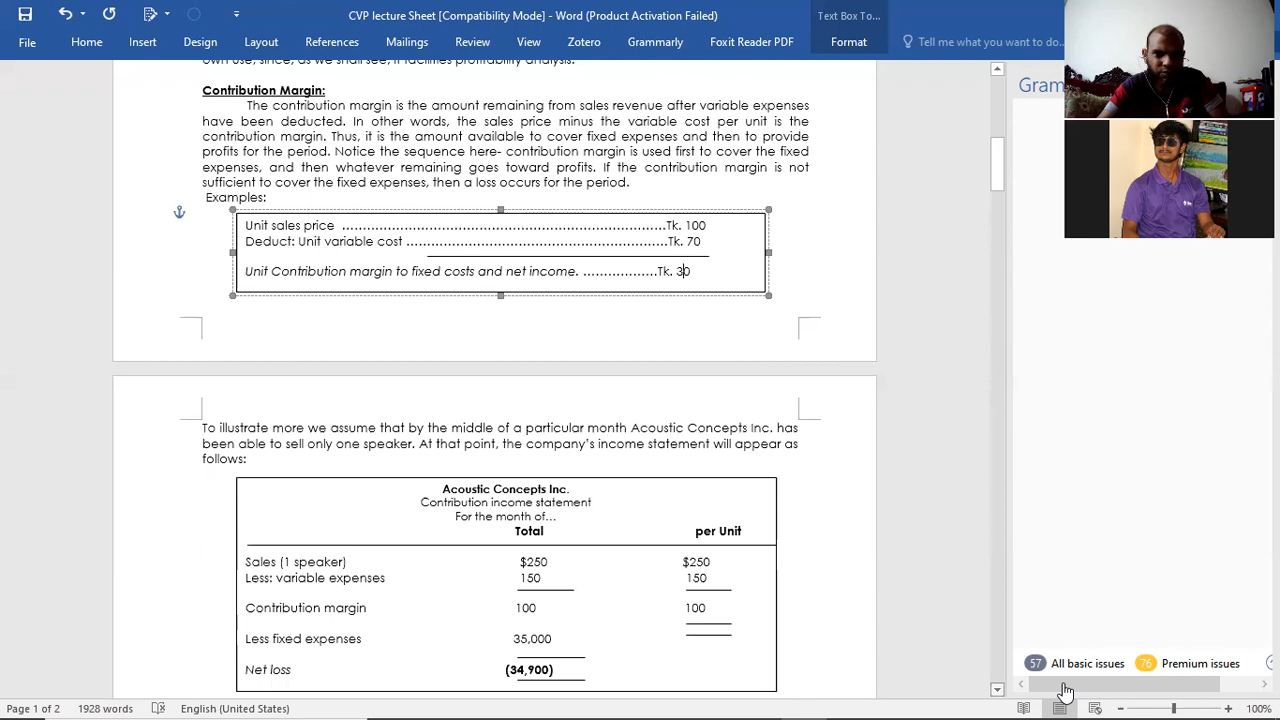 CVP lecture Sheet [Compatibility Mode] - Word (Product Activation Failed)
Text Box To...
File Home Insert Design Layout References Mailings Review View Zotero Grammarly Foxit Reader PDF Format Tell me what you want to do...
own use, since, as we shall see, it facilities profitability analysis.
Contribution Margin:
The contribution margin is the amount remaining from sales revenue after variable expenses
have been deducted. In other words, the sales price minus the variable cost per unit is the
contribution margin. Thus, it is the amount available to cover fixed expenses and then to provide
profits for the period. Notice the sequence here- contribution margin is used first to cover the fixed
expenses, and then whatever remaining goes toward profits. If the contribution margin is not
sufficient to cover the fixed expenses, then a loss occurs for the period.
Examples:
Unit sales price ……………………………………………………….Tk. 100
Deduct: Unit variable cost …………………………………………….Tk. 70
Unit Contribution margin to fixed costs and net income. ………………Tk. 30
To illustrate more we assume that by the middle of a particular month Acoustic Concepts Inc. has
been able to sell only one speaker. At that point, the company's income statement will appear as
follows:
Acoustic Concepts Inc.
Contribution income statement
For the month of…
Total per Unit
Sales (1 speaker) $250 $250
Less: variable expenses 150 150
Contribution margin 100 100
Less fixed expenses 35,000
Net loss (34,900)
Gram
57 All basic issues 76 Premium issues
Page 1 of 2 1928 words English (United States) 100%